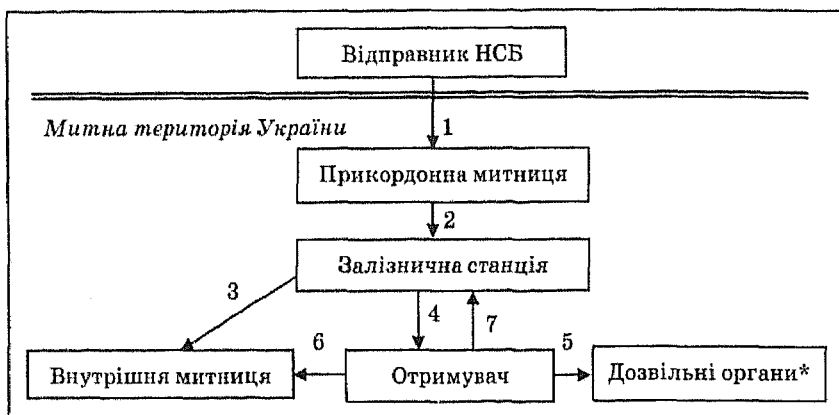 Відправник НСБ
Митна територія України
1
Прикордонна митниця
2
Залізнична станція
3
4
7
6
5
Внутрішня митниця
Отримувач
Дозвільні органи*